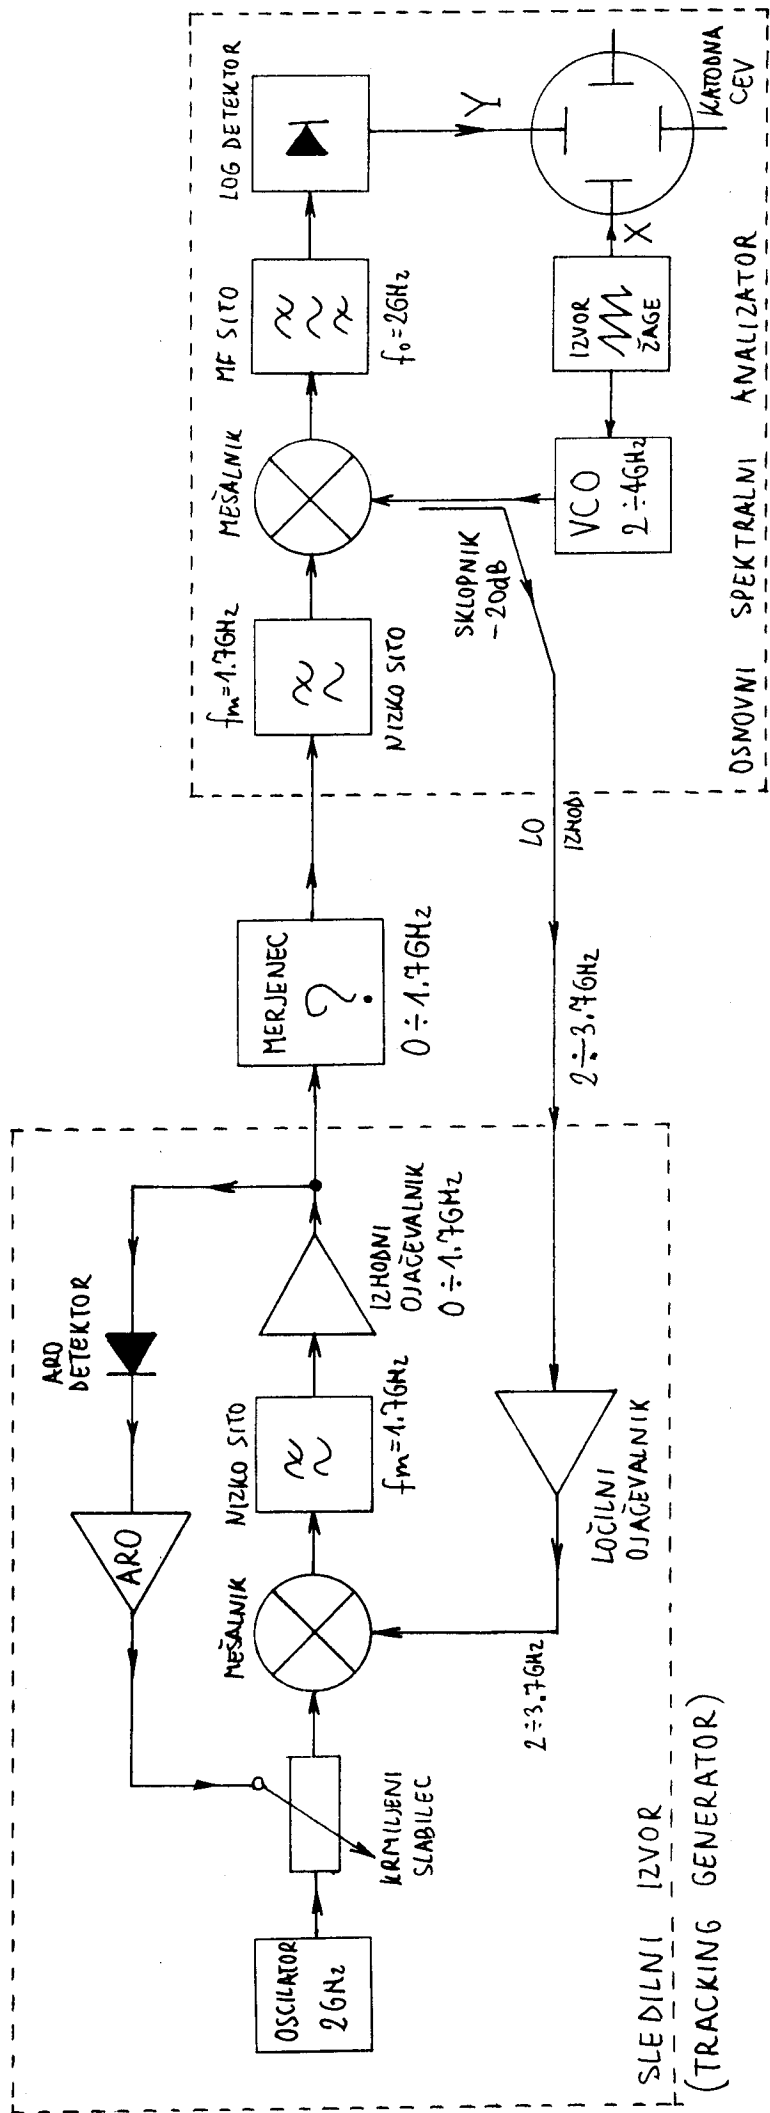 OSCILATOR
2GHz
KRMILJENI
SLABILEC
ARO
ARO
DETEKTOR
MEŠALNIK
2÷3.7GHz
NIZKO SITO
fm=1.7GHz
IZHODNI
OJAČEVALNIK
0÷1.7GHz
LOČILNI
OJAČEVALNIK
SLEDILNI IZVOR
(TRACKING GENERATOR)
MERJENEC
?
0÷1.7GHz
2÷3.7GHz
LO
IZHOD
fm=1.7GHz
NIZKO SITO
MEŠALNIK
SKLOPNIK
-20dB
MF SITO
f₀=2GHz
LOG DETEKTOR
VCO
2÷4GHz
IZVOR
ŽAGE
X
Y
KATODNA
CEV
OSNOVNI SPEKTRALNI ANALIZATOR